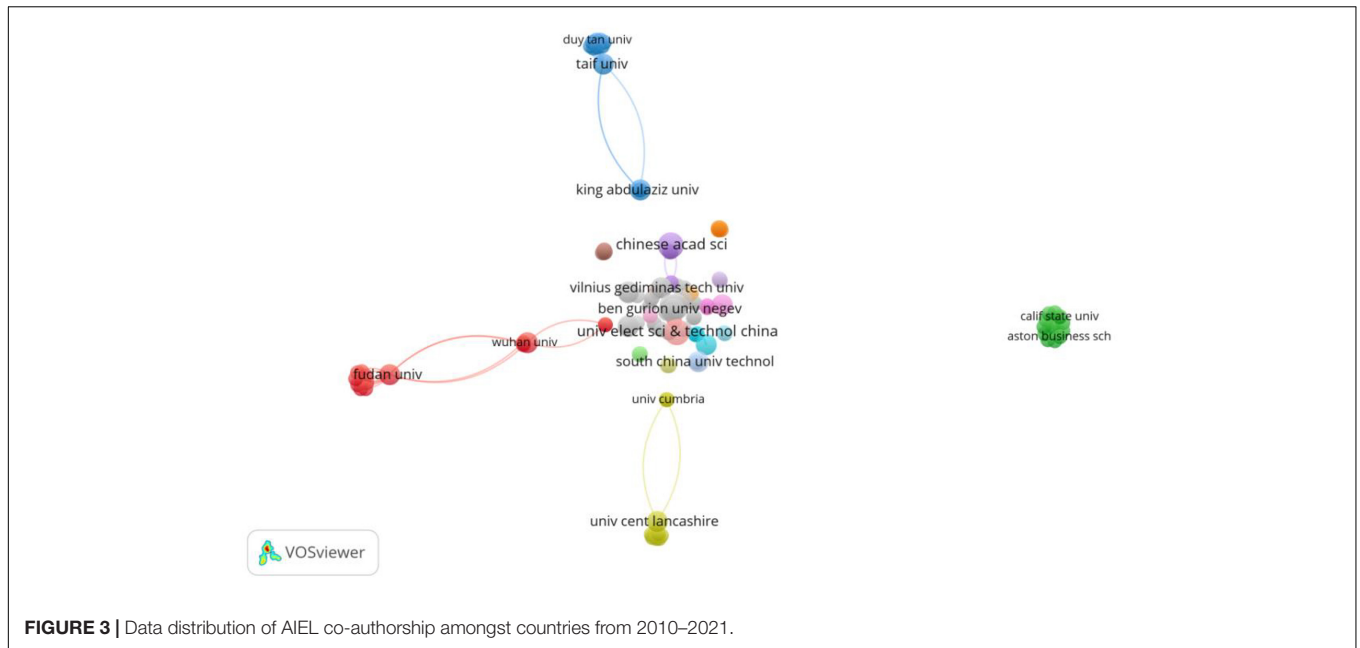 duy tan univ
taif univ
king abdulaziz univ
chinese acad sci
vilnius gediminas tech univ
ben gurion univ negev
calif state univ
univ elect sci & technol china
aston business sch
wuhan univ
south china univ technol
fudan univ
univ cumbria
univ cent lancashire
VOSviewer
FIGURE 3 | Data distribution of AIEL co-authorship amongst countries from 2010–2021.